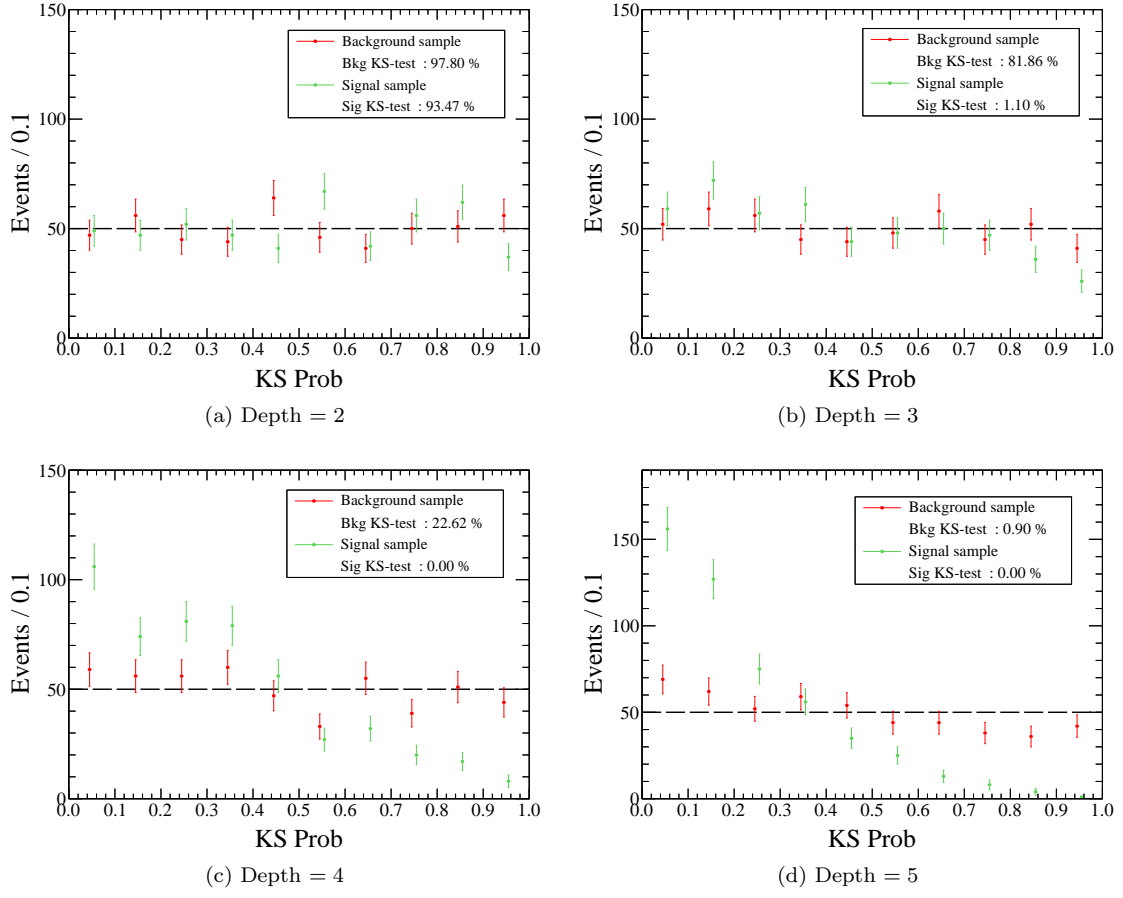 150
100
50
0
Events / 0.1
Background sample
Bkg KS-test : 97.80 %
Signal sample
Sig KS-test : 93.47 %
0.0 0.1 0.2 0.3 0.4 0.5 0.6 0.7 0.8 0.9 1.0
KS Prob
(a) Depth = 2
150
100
50
0
Events / 0.1
Background sample
Bkg KS-test : 81.86 %
Signal sample
Sig KS-test : 1.10 %
0.0 0.1 0.2 0.3 0.4 0.5 0.6 0.7 0.8 0.9 1.0
KS Prob
(b) Depth = 3
150
100
50
0
Events / 0.1
Background sample
Bkg KS-test : 22.62 %
Signal sample
Sig KS-test : 0.00 %
0.0 0.1 0.2 0.3 0.4 0.5 0.6 0.7 0.8 0.9 1.0
KS Prob
(c) Depth = 4
150
100
50
0
Events / 0.1
Background sample
Bkg KS-test : 0.90 %
Signal sample
Sig KS-test : 0.00 %
0.0 0.1 0.2 0.3 0.4 0.5 0.6 0.7 0.8 0.9 1.0
KS Prob
(d) Depth = 5